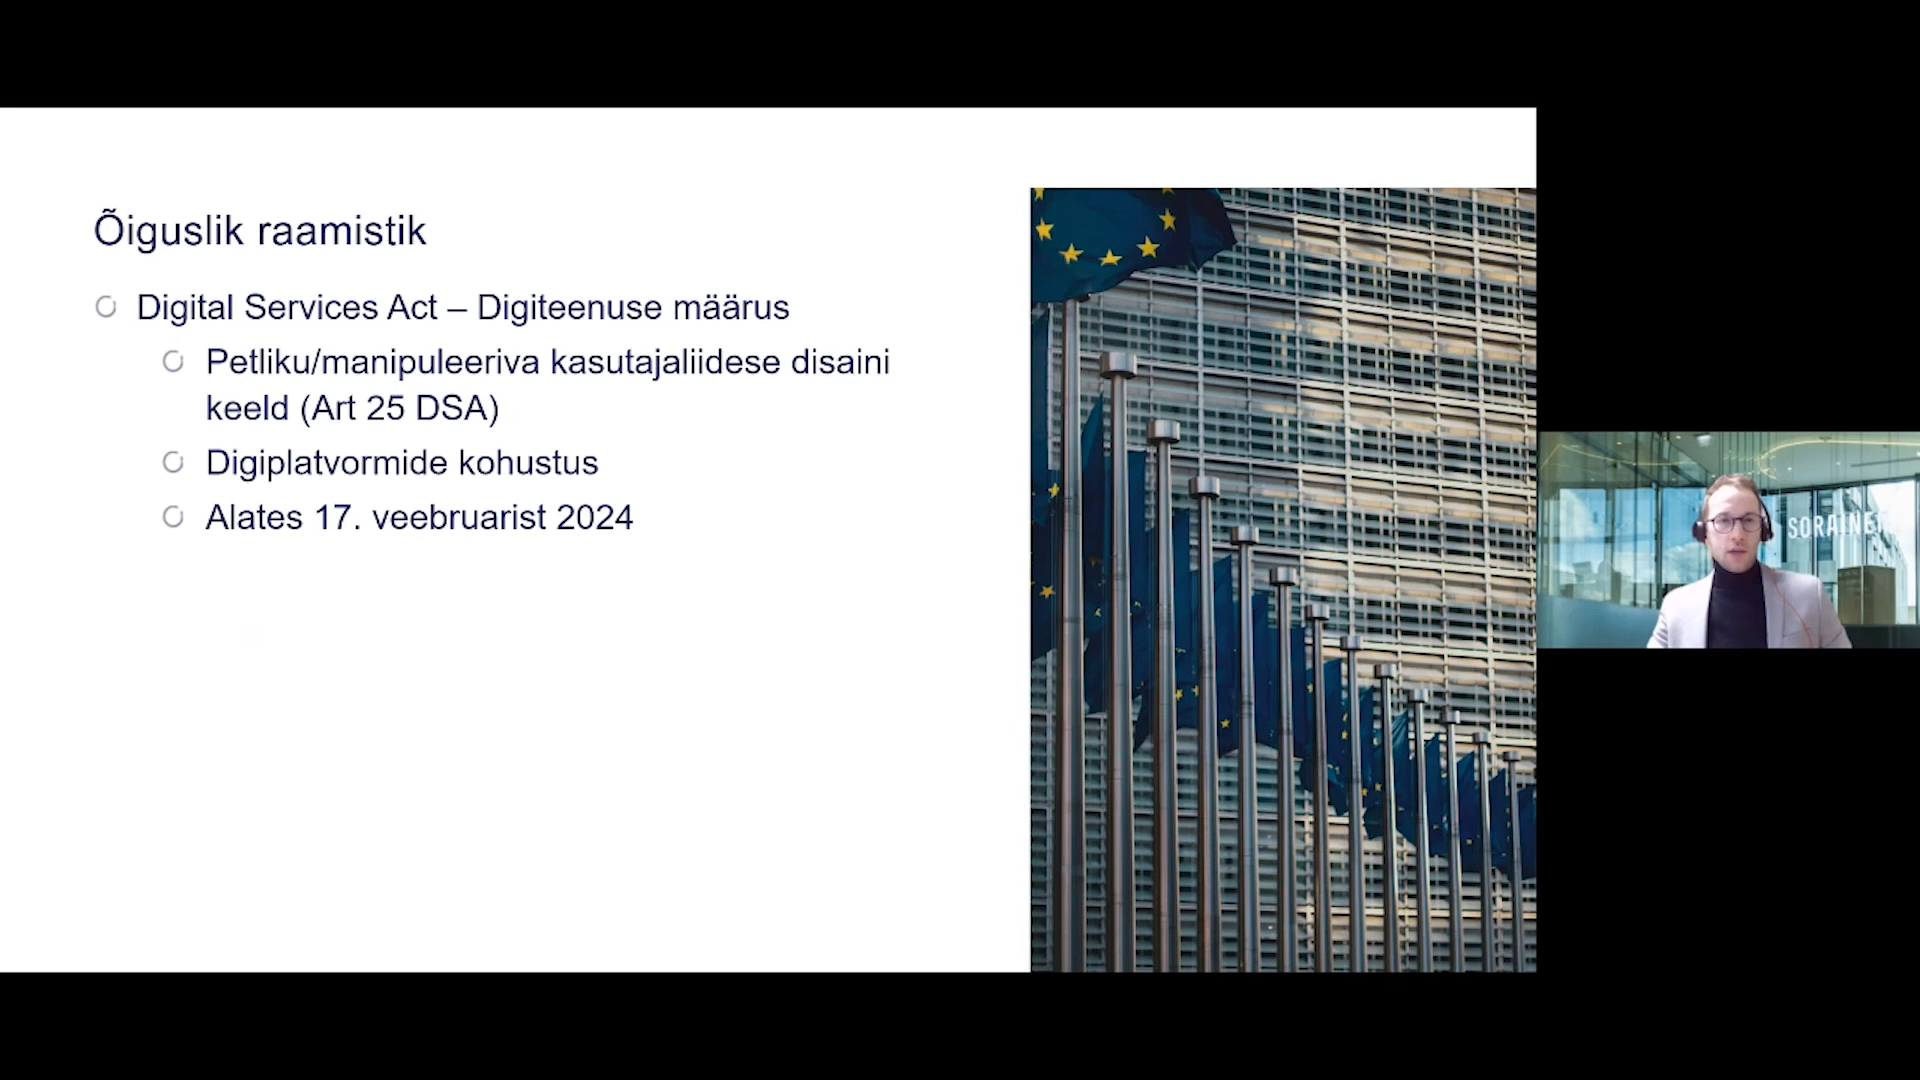 Õiguslik raamistik
Digital Services Act – Digiteenuse määrus
Petliku/manipuleeriva kasutajaliidese disaini
keeld (Art 25 DSA)
Digiplatvormide kohustus
Alates 17. veebruarist 2024
SORAINEN